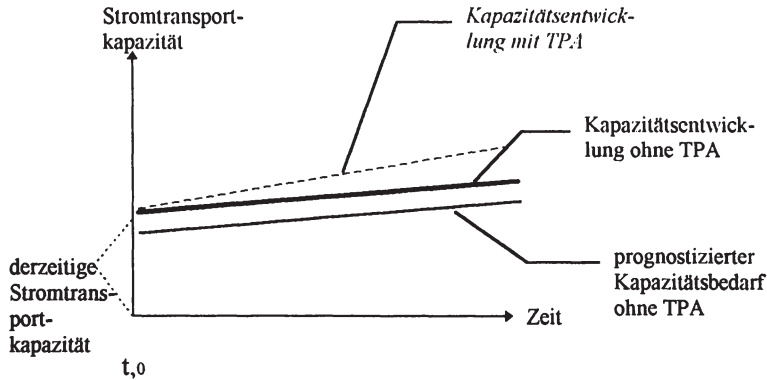 Stromtransport-
kapazität
Kapazitätsentwick-
lung mit TPA
Kapazitätsentwick-
lung ohne TPA
prognostizierter
Kapazitätsbedarf
ohne TPA
derzeitige
Stromtrans-
port-
kapazität
Zeit
t,0